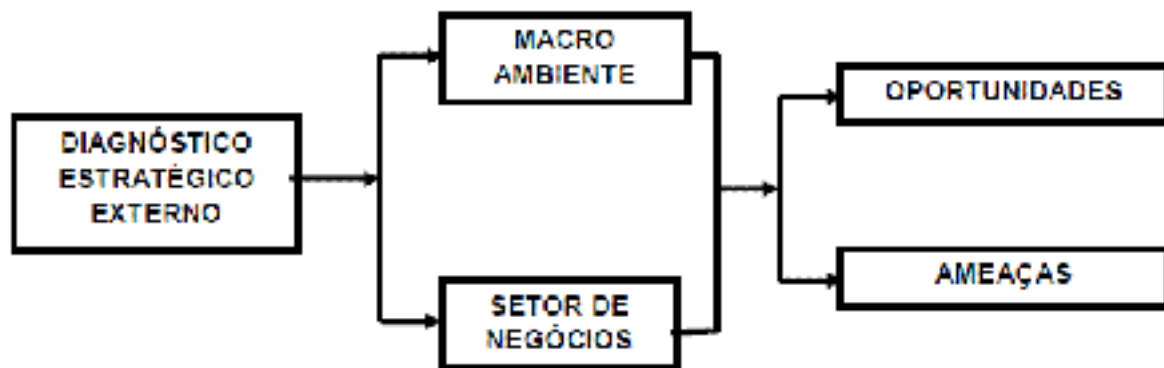 DIAGNÓSTICO
ESTRATÉGICO
EXTERNO
MACRO
AMBIENTE
SETOR DE
NEGÓCIOS
OPORTUNIDADES
AMEAÇAS